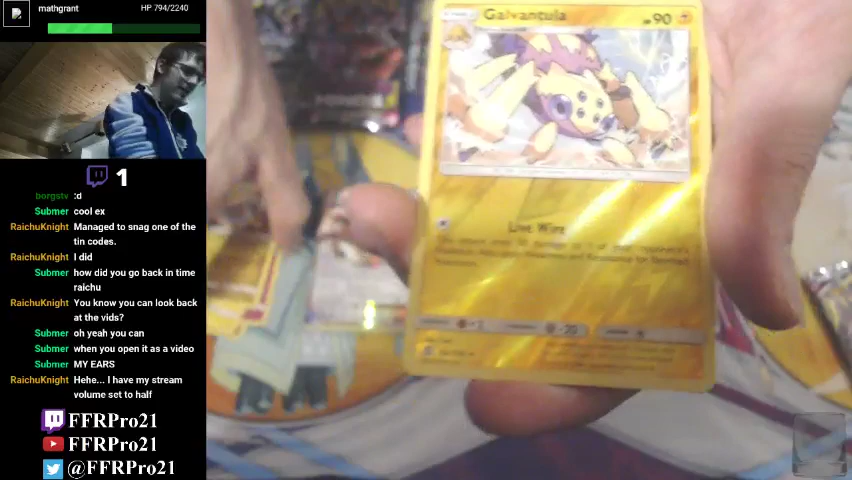 mathgrant
HP 794/2240
1
borgstv :d
Submer cool ex
RaichuKnight Managed to snag one of the
tin codes.
RaichuKnight I did
Submer how did you go back in time
raichu
RaichuKnight You know you can look back
at the vids?
Submer oh yeah you can
Submer when you open it as a video
Submer MY EARS
RaichuKnight Hehe... I have my stream
volume set to half
FFRPro21
FFRPro21
@FFRPro21
Galvantula
90
Live Wire
-20